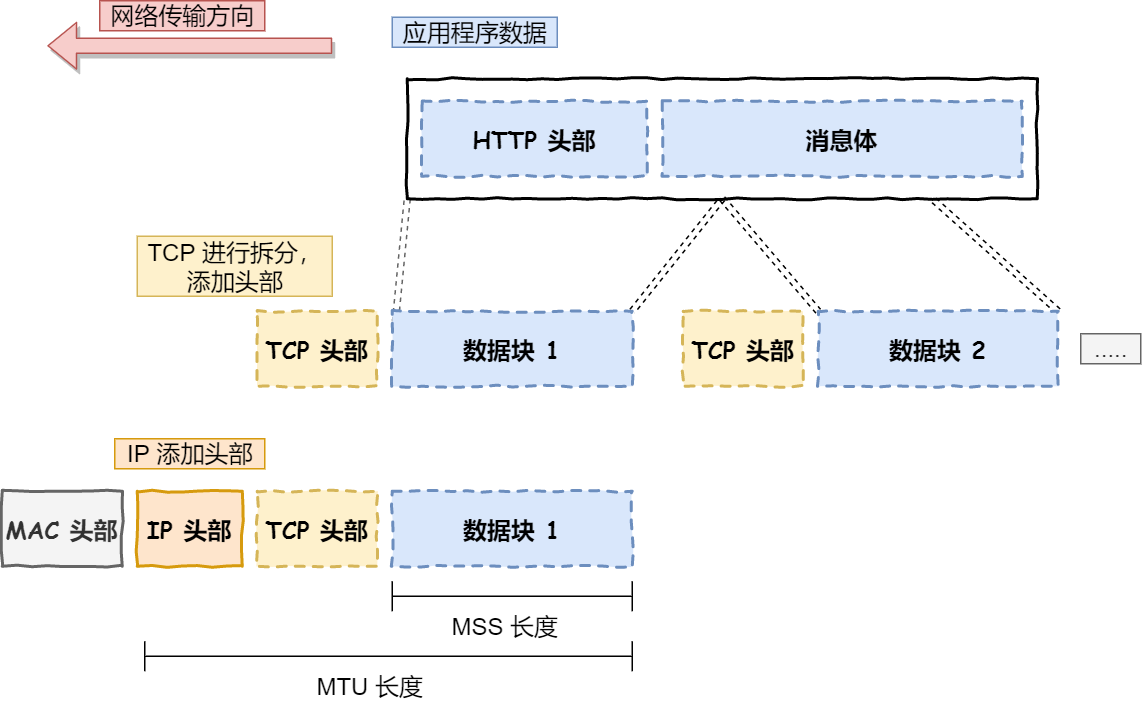 网络传输方向
应用程序数据
HTTP 头部
消息体
TCP 进行拆分，
添加头部
TCP 头部
数据块 1
TCP 头部
数据块 2
.....
IP 添加头部
MAC 头部
IP 头部
TCP 头部
数据块 1
MSS 长度
MTU 长度